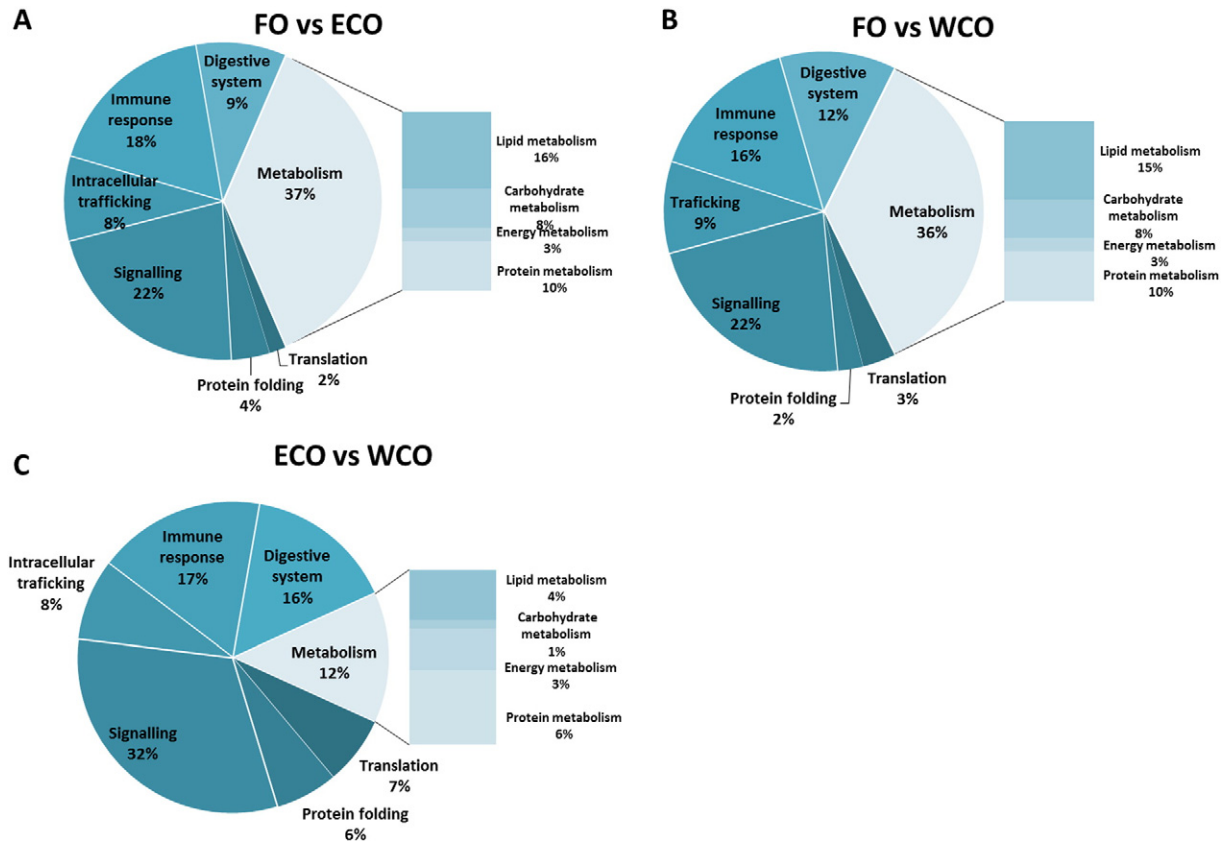 A
FO vs ECO
Digestive
system
9%
Immune
response
18%
Intracellular
trafficking
8%
Metabolism
37%
Signalling
22%
Translation
2%
Protein folding
4%
Lipid metabolism
16%
Carbohydrate
metabolism
8%
Energy metabolism
3%
Protein metabolism
10%
B
FO vs WCO
Digestive
system
12%
Immune
response
16%
Traficking
9%
Metabolism
36%
Signalling
22%
Translation
3%
Protein folding
2%
Lipid metabolism
15%
Carbohydrate
metabolism
8%
Energy metabolism
3%
Protein metabolism
10%
C
ECO vs WCO
Immune
response
17%
Digestive
system
16%
Intracellular
traficking
8%
Metabolism
12%
Signalling
32%
Translation
7%
Protein folding
6%
Lipid metabolism
4%
Carbohydrate
metabolism
1%
Energy metabolism
3%
Protein metabolism
6%